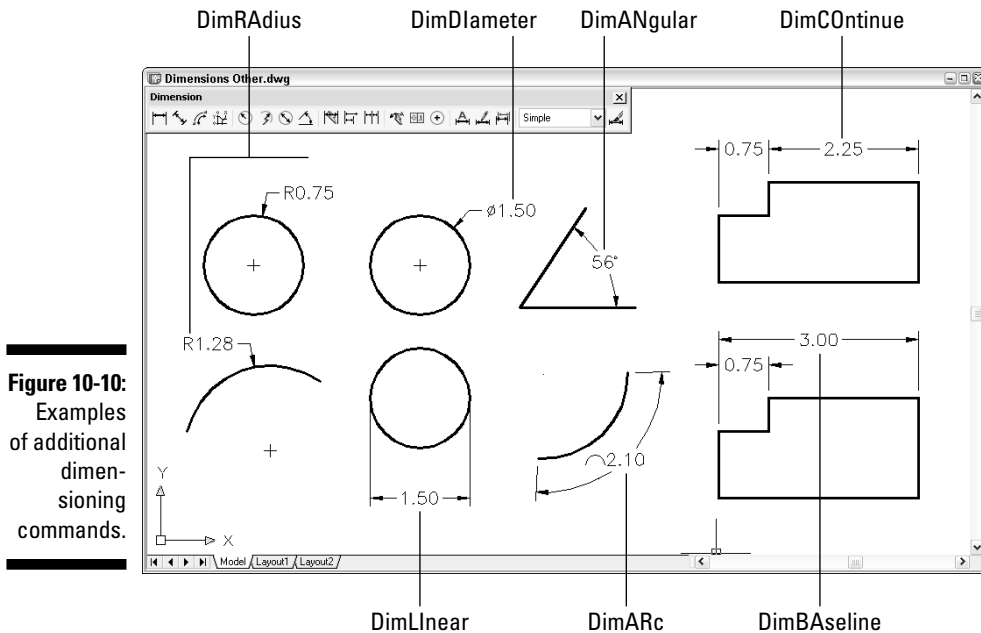 DimRAdius DimDIameter DimANgular DimCOntinue
Dimensions Other.dwg
Dimension
Simple
0.75 2.25
R0.75
ø1.50
56°
R1.28
3.00
0.75
Figure 10-10:
Examples
of additional
dimen-
sioning
commands.
Y
X
1.50
⌒2.10
Model Layout1 Layout2
DimLInear DimARc DimBAseline